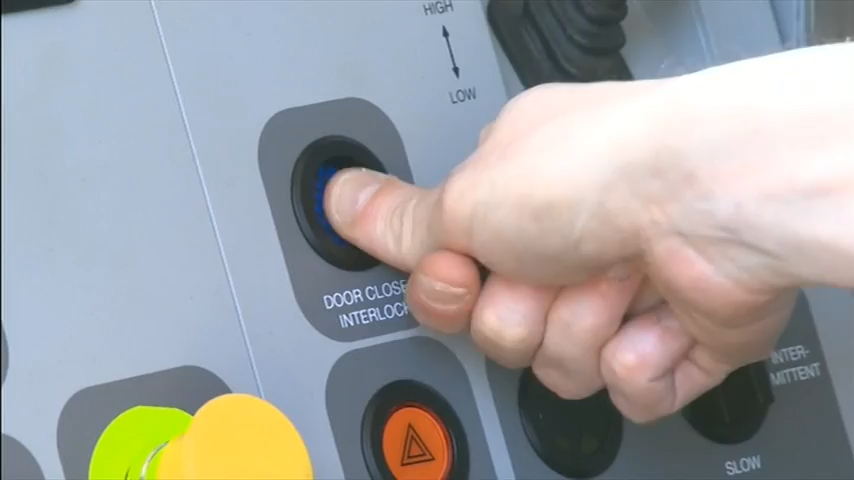 HIGH
LOW
DOOR CLOSE
INTERLOCK
INTER-
MITTENT
SLOW